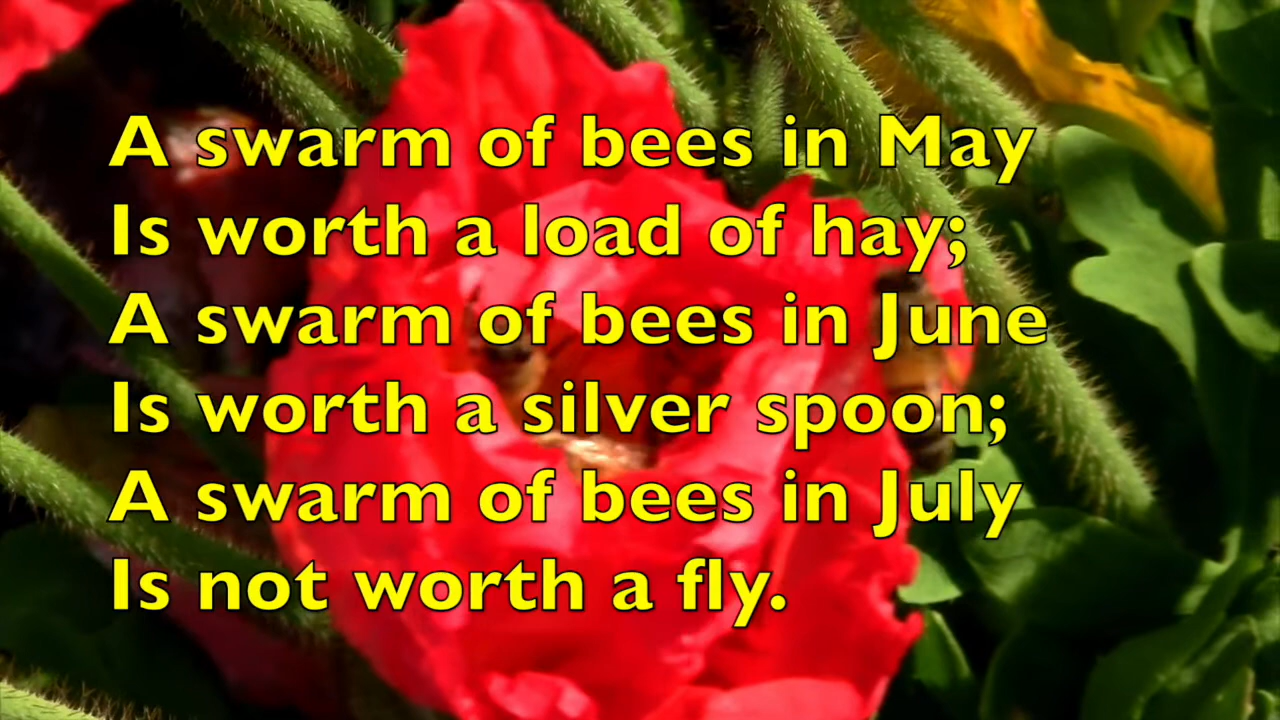 A swarm of bees in May
Is worth a load of hay;
A swarm of bees in June
Is worth a silver spoon;
A swarm of bees in July
Is not worth a fly.